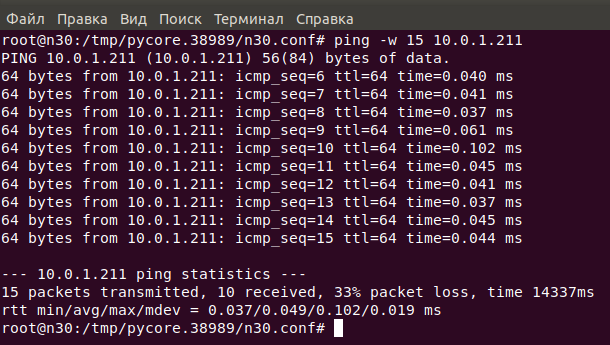 Файл Правка Вид Поиск Терминал Справка
root@n30:/tmp/pycore.38989/n30.conf# ping -w 15 10.0.1.211
PING 10.0.1.211 (10.0.1.211) 56(84) bytes of data.
64 bytes from 10.0.1.211: icmp_seq=6 ttl=64 time=0.040 ms
64 bytes from 10.0.1.211: icmp_seq=7 ttl=64 time=0.041 ms
64 bytes from 10.0.1.211: icmp_seq=8 ttl=64 time=0.037 ms
64 bytes from 10.0.1.211: icmp_seq=9 ttl=64 time=0.061 ms
64 bytes from 10.0.1.211: icmp_seq=10 ttl=64 time=0.102 ms
64 bytes from 10.0.1.211: icmp_seq=11 ttl=64 time=0.045 ms
64 bytes from 10.0.1.211: icmp_seq=12 ttl=64 time=0.041 ms
64 bytes from 10.0.1.211: icmp_seq=13 ttl=64 time=0.037 ms
64 bytes from 10.0.1.211: icmp_seq=14 ttl=64 time=0.045 ms
64 bytes from 10.0.1.211: icmp_seq=15 ttl=64 time=0.044 ms
--- 10.0.1.211 ping statistics ---
15 packets transmitted, 10 received, 33% packet loss, time 14337ms
rtt min/avg/max/mdev = 0.037/0.049/0.102/0.019 ms
root@n30:/tmp/pycore.38989/n30.conf#